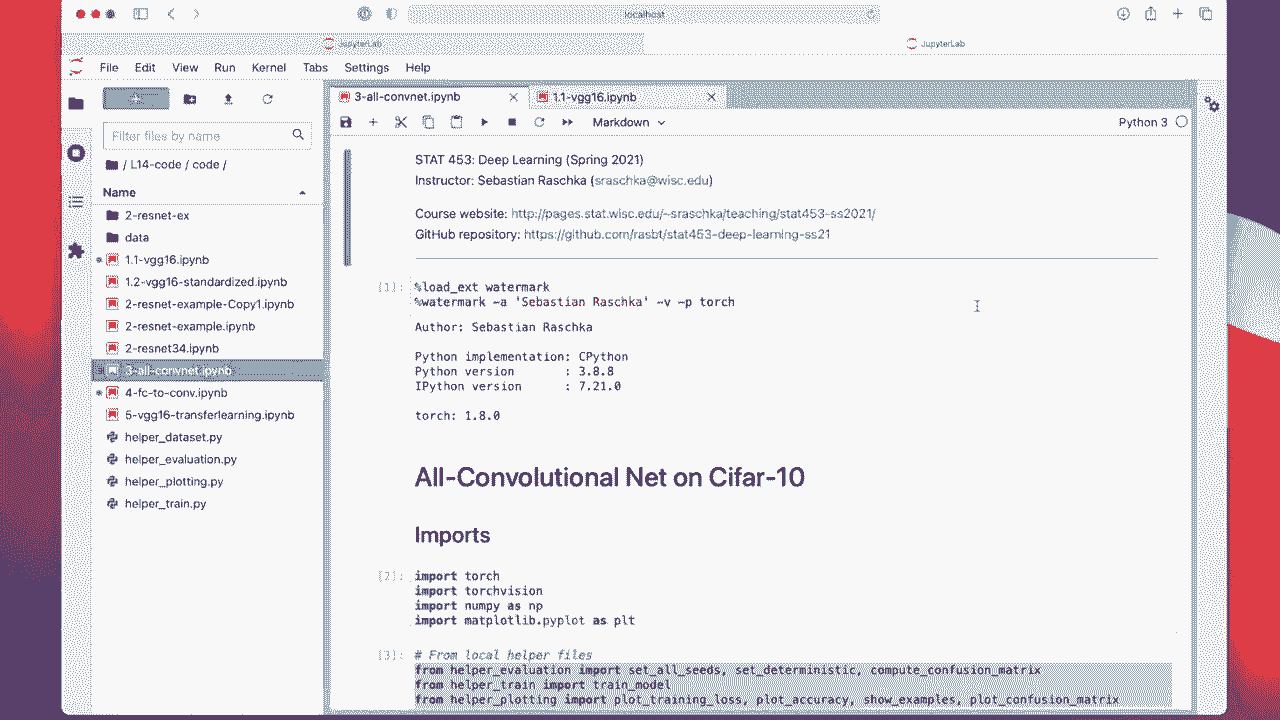 localhost
JupyterLab
JupyterLab
File Edit View Run Kernel Tabs Settings Help
3-all-convnet.ipynb
1.1-vgg16.ipynb
Markdown
Python 3
Filter files by name
/ L14-code / code /
Name
2-resnet-ex
data
1.1-vgg16.ipynb
1.2-vgg16-standardized.ipynb
2-resnet-example-Copy1.ipynb
2-resnet-example.ipynb
2-resnet34.ipynb
3-all-convnet.ipynb
4-fc-to-conv.ipynb
5-vgg16-transferlearning.ipynb
helper_dataset.py
helper_evaluation.py
helper_plotting.py
helper_train.py
STAT 453: Deep Learning (Spring 2021)
Instructor: Sebastian Raschka (sraschka@wisc.edu)
Course website: http://pages.stat.wisc.edu/~sraschka/teaching/stat453-ss2021/
GitHub repository: https://github.com/rasbt/stat453-deep-learning-ss21
[1]: %load_ext watermark
%watermark -a 'Sebastian Raschka' -v -p torch
Author: Sebastian Raschka
Python implementation: CPython
Python version : 3.8.8
IPython version : 7.21.0
torch: 1.8.0
All-Convolutional Net on Cifar-10
Imports
[2]: import torch
import torchvision
import numpy as np
import matplotlib.pyplot as plt
[3]: # From local helper files
from helper_evaluation import set_all_seeds, set_deterministic, compute_confusion_matrix
from helper_train import train_model
from helper_plotting import plot_training_loss, plot_accuracy, show_examples, plot_confusion_matrix